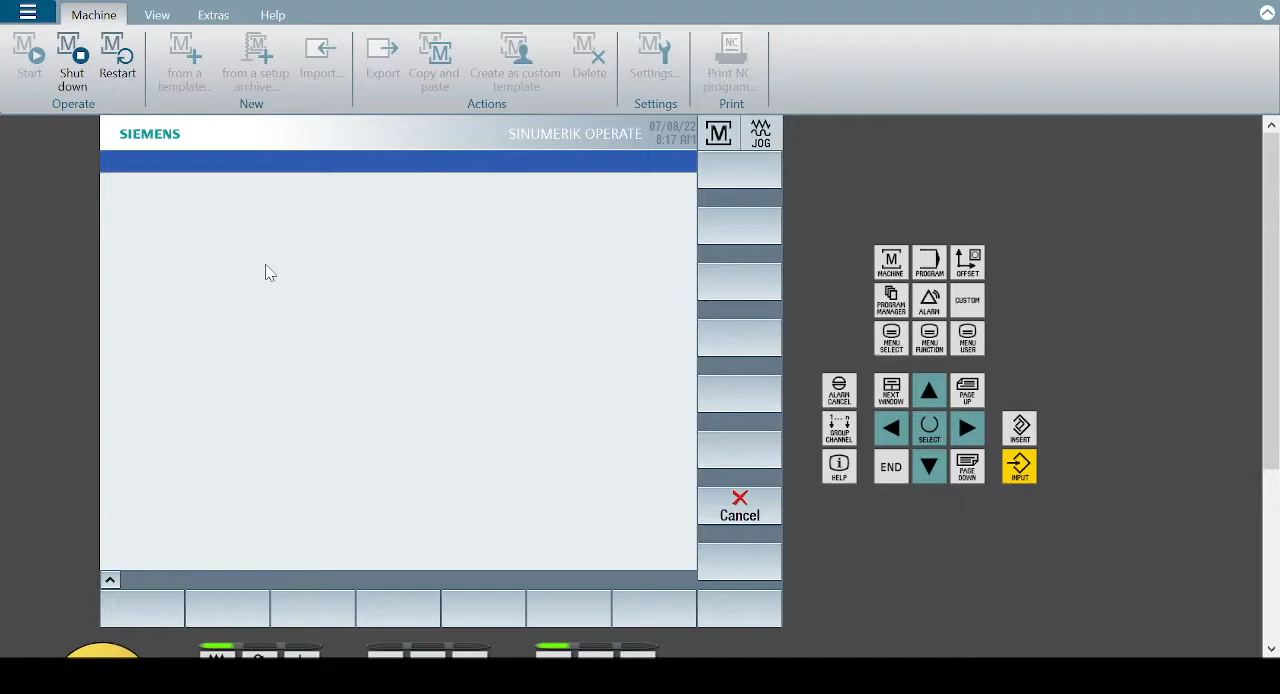 Machine View Extras Help
Start
Shut down
Restart
from a template...
from a setup archive...
Import...
Export
Copy and paste
Create as custom template
Delete
Settings...
Print NC program...
Operate New Actions Settings Print
SIEMENS
SINUMERIK OPERATE
07/08/22
8:17 AM
M
JOG
Cancel
M
MACHINE
PROGRAM
OFFSET
PROGRAM MANAGER
ALARM
CUSTOM
MENU SELECT
MENU FUNCTION
MENU USER
ALARM CANCEL
NEXT WINDOW
PAGE UP
1... n
GROUP CHANNEL
SELECT
INSERT
HELP
END
PAGE DOWN
INPUT